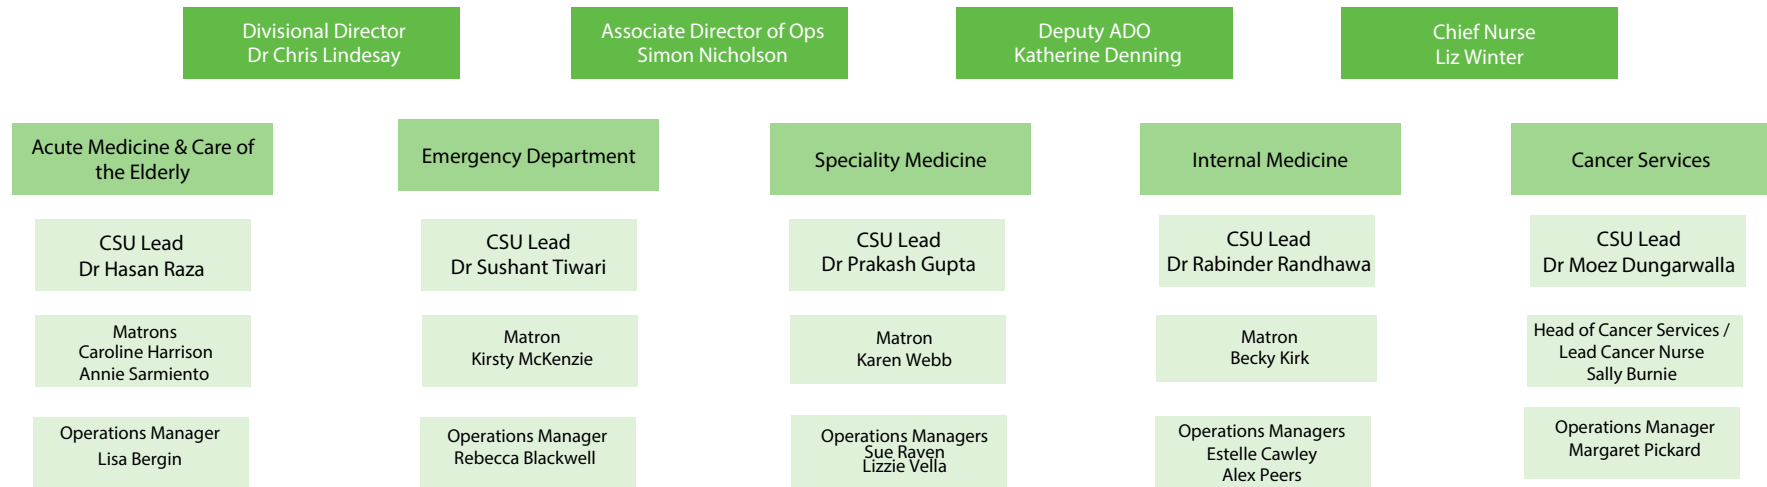 Divisional Director
Dr Chris Lindesay
Associate Director of Ops
Simon Nicholson
Deputy ADO
Katherine Denning
Chief Nurse
Liz Winter
Acute Medicine & Care of
the Elderly
Emergency Department
Speciality Medicine
Internal Medicine
Cancer Services
CSU Lead
Dr Hasan Raza
CSU Lead
Dr Sushant Tiwari
CSU Lead
Dr Prakash Gupta
CSU Lead
Dr Rabinder Randhawa
CSU Lead
Dr Moez Dungarwalla
Matrons
Caroline Harrison
Annie Sarmiento
Matron
Kirsty McKenzie
Matron
Karen Webb
Matron
Becky Kirk
Head of Cancer Services /
Lead Cancer Nurse
Sally Burnie
Operations Manager
Lisa Bergin
Operations Manager
Rebecca Blackwell
Operations Managers
Sue Raven
Lizzie Vella
Operations Managers
Estelle Cawley
Alex Peers
Operations Manager
Margaret Pickard